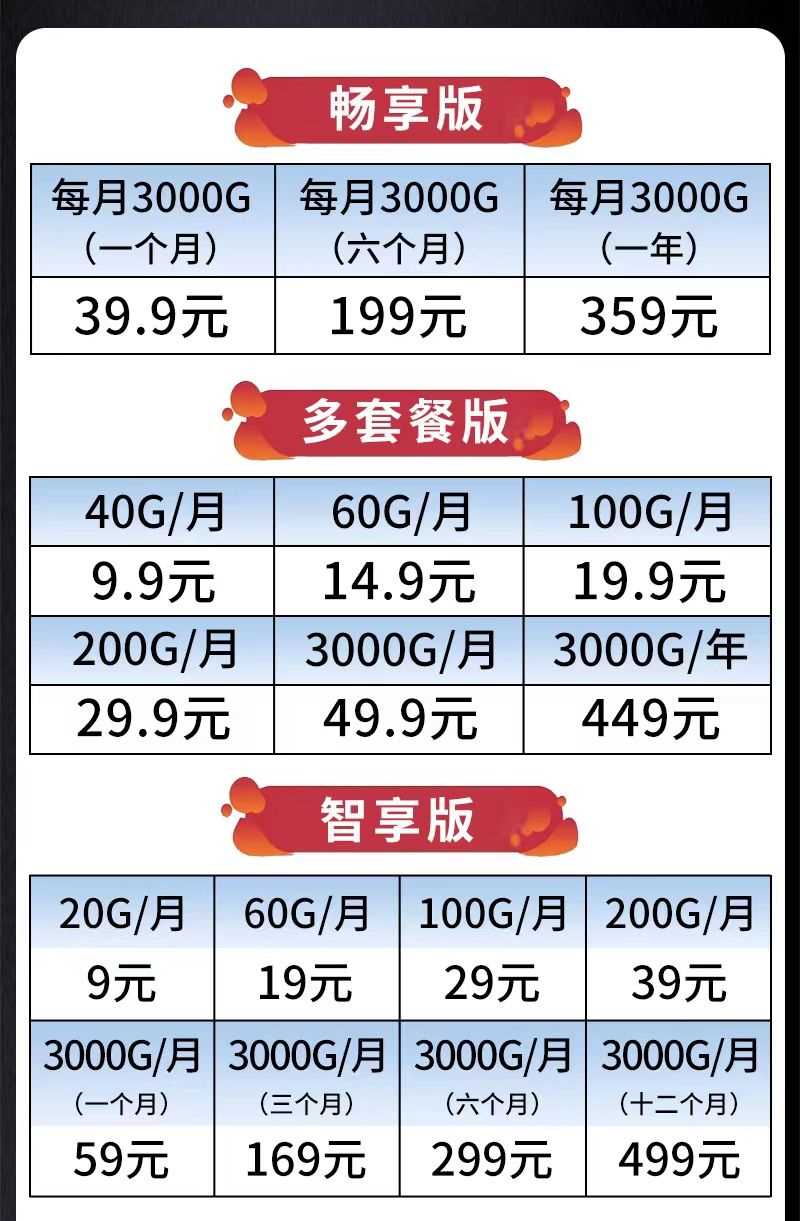 畅享版
每月3000G 每月3000G 每月3000G
（一个月） （六个月） （一年）
39.9元 199元 359元
多套餐版
40G/月 60G/月 100G/月
9.9元 14.9元 19.9元
200G/月 3000G/月 3000G/年
29.9元 49.9元 449元
智享版
20G/月 60G/月 100G/月 200G/月
9元 19元 29元 39元
3000G/月 3000G/月 3000G/月 3000G/月
（一个月） （三个月） （六个月） （十二个月）
59元 169元 299元 499元